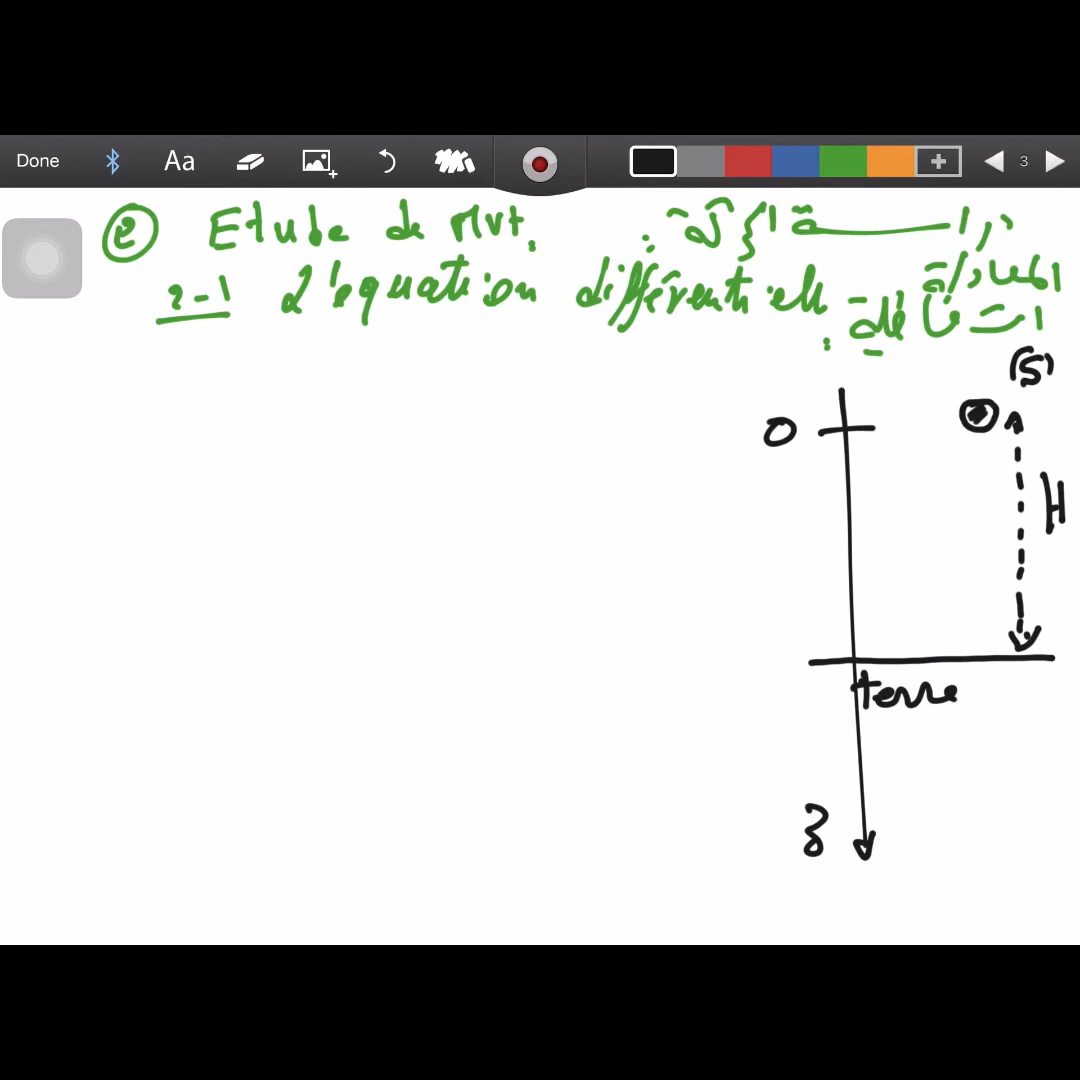 Done Aa 3
② Etude de Mvt. : دراسة الحركة
2-1 L'équation différentielle : المعادلة التفاضلية
(S)
O
H
terre
z